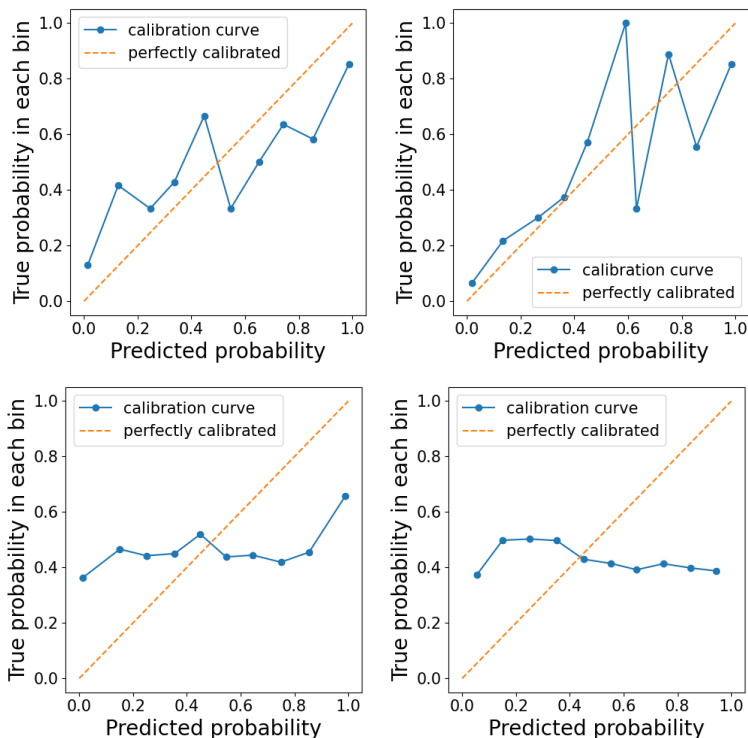 True probability in each bin
1.0
0.8
0.6
0.4
0.2
0.0
calibration curve
perfectly calibrated
0.0 0.2 0.4 0.6 0.8 1.0
Predicted probability
True probability in each bin
1.0
0.8
0.6
0.4
0.2
0.0
calibration curve
perfectly calibrated
0.0 0.2 0.4 0.6 0.8 1.0
Predicted probability
True probability in each bin
1.0
0.8
0.6
0.4
0.2
0.0
calibration curve
perfectly calibrated
0.0 0.2 0.4 0.6 0.8 1.0
Predicted probability
True probability in each bin
1.0
0.8
0.6
0.4
0.2
0.0
calibration curve
perfectly calibrated
0.0 0.2 0.4 0.6 0.8 1.0
Predicted probability